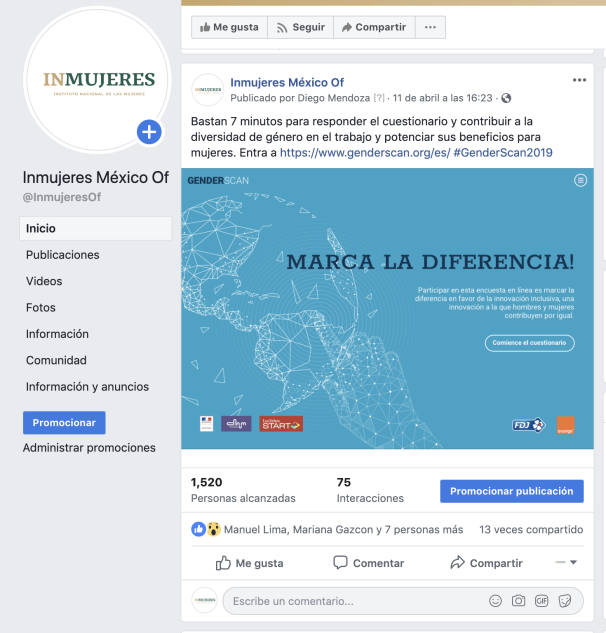 INMUJERES
INSTITUTO NACIONAL DE LAS MUJERES
Inmujeres México Of
@InmujeresOf
Inicio
Publicaciones
Videos
Fotos
Información
Comunidad
Información y anuncios
Promocionar
Administrar promociones
Me gusta
Seguir
Compartir
INMUJERES
Inmujeres México Of
Publicado por Diego Mendoza [?] · 11 de abril a las 16:23 ·
Bastan 7 minutos para responder el cuestionario y contribuir a la
diversidad de género en el trabajo y potenciar sus beneficios para
mujeres. Entra a https://www.genderscan.org/es/ #GenderScan2019
GENDERSCAN
MARCA LA DIFERENCIA!
Participar en esta encuesta en línea es marcar la
diferencia en favor de la innovación inclusiva, una
innovación a la que hombres y mujeres
contribuyen por igual.
Comience el cuestionario
START
FDJ
orange
1,520
Personas alcanzadas
75
Interacciones
Promocionar publicación
Manuel Lima, Mariana Gazcon y 7 personas más
13 veces compartido
Me gusta
Comentar
Compartir
INMUJERES
Escribe un comentario...
GIF